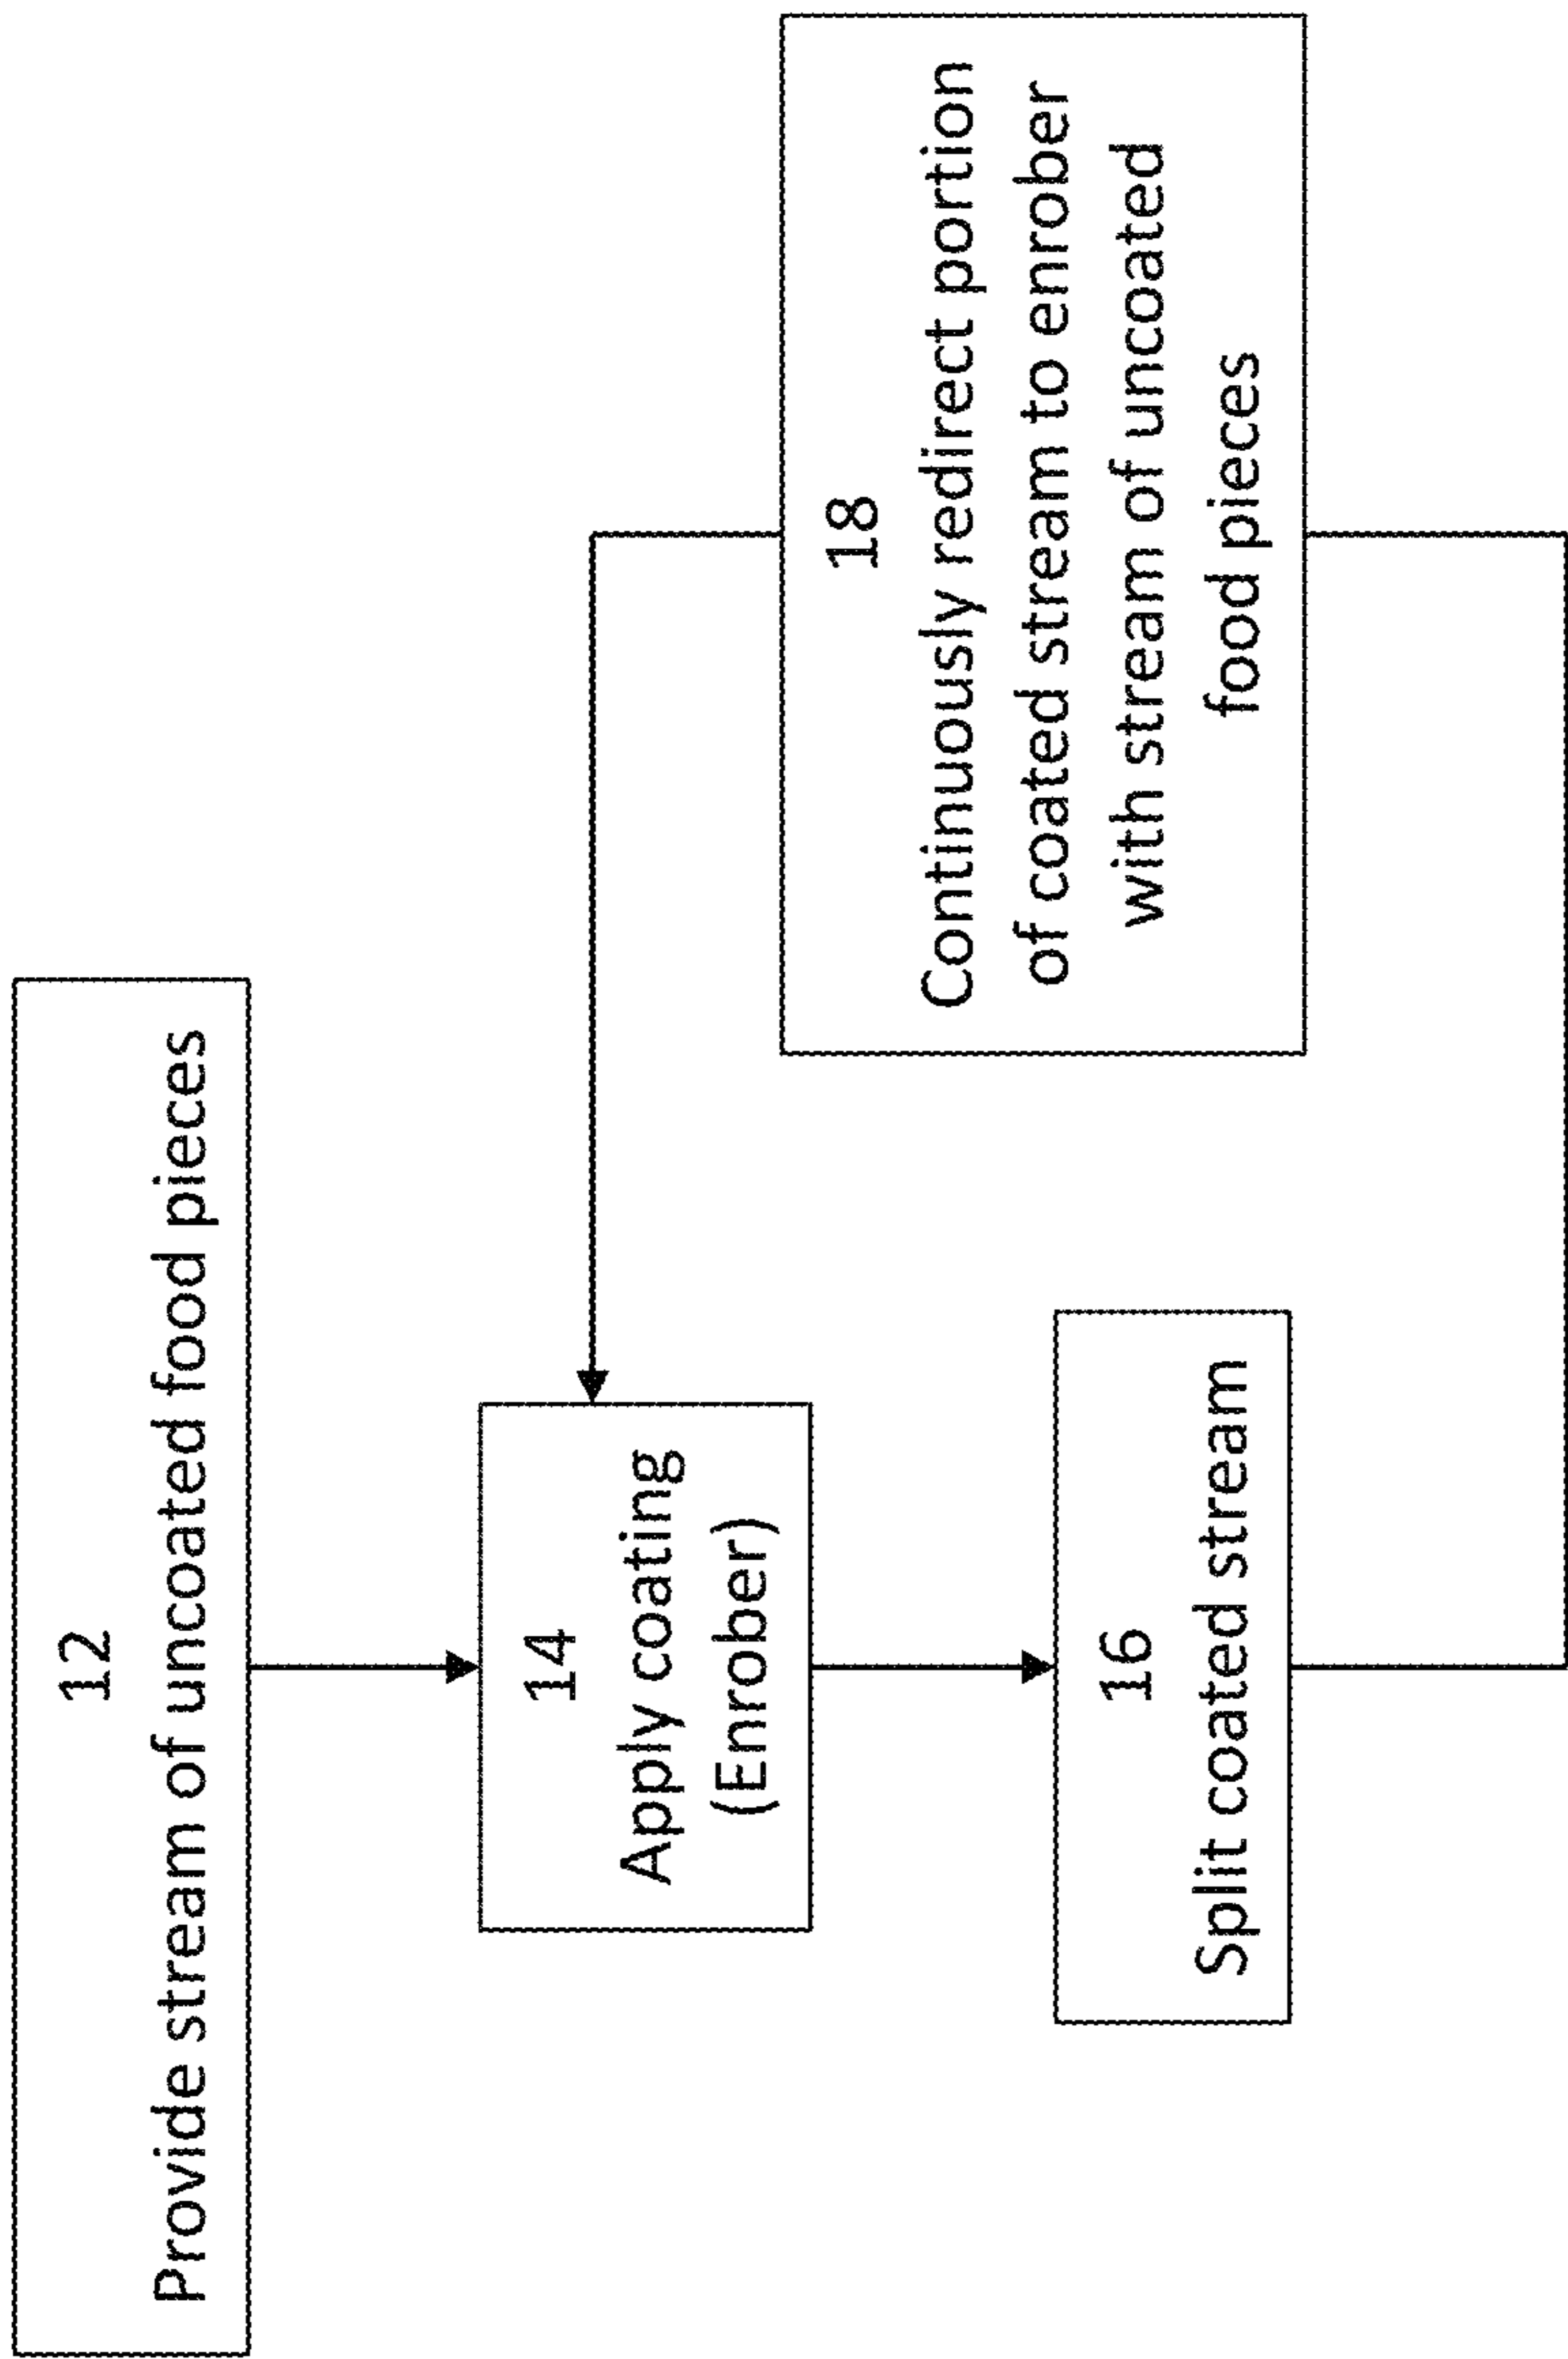 12
Provide stream of uncoated food pieces
14
Apply coating
(Enrober)
16
Split coated stream
18
Continuously redirect portion
of coated stream to enrober
with stream of uncoated
food pieces